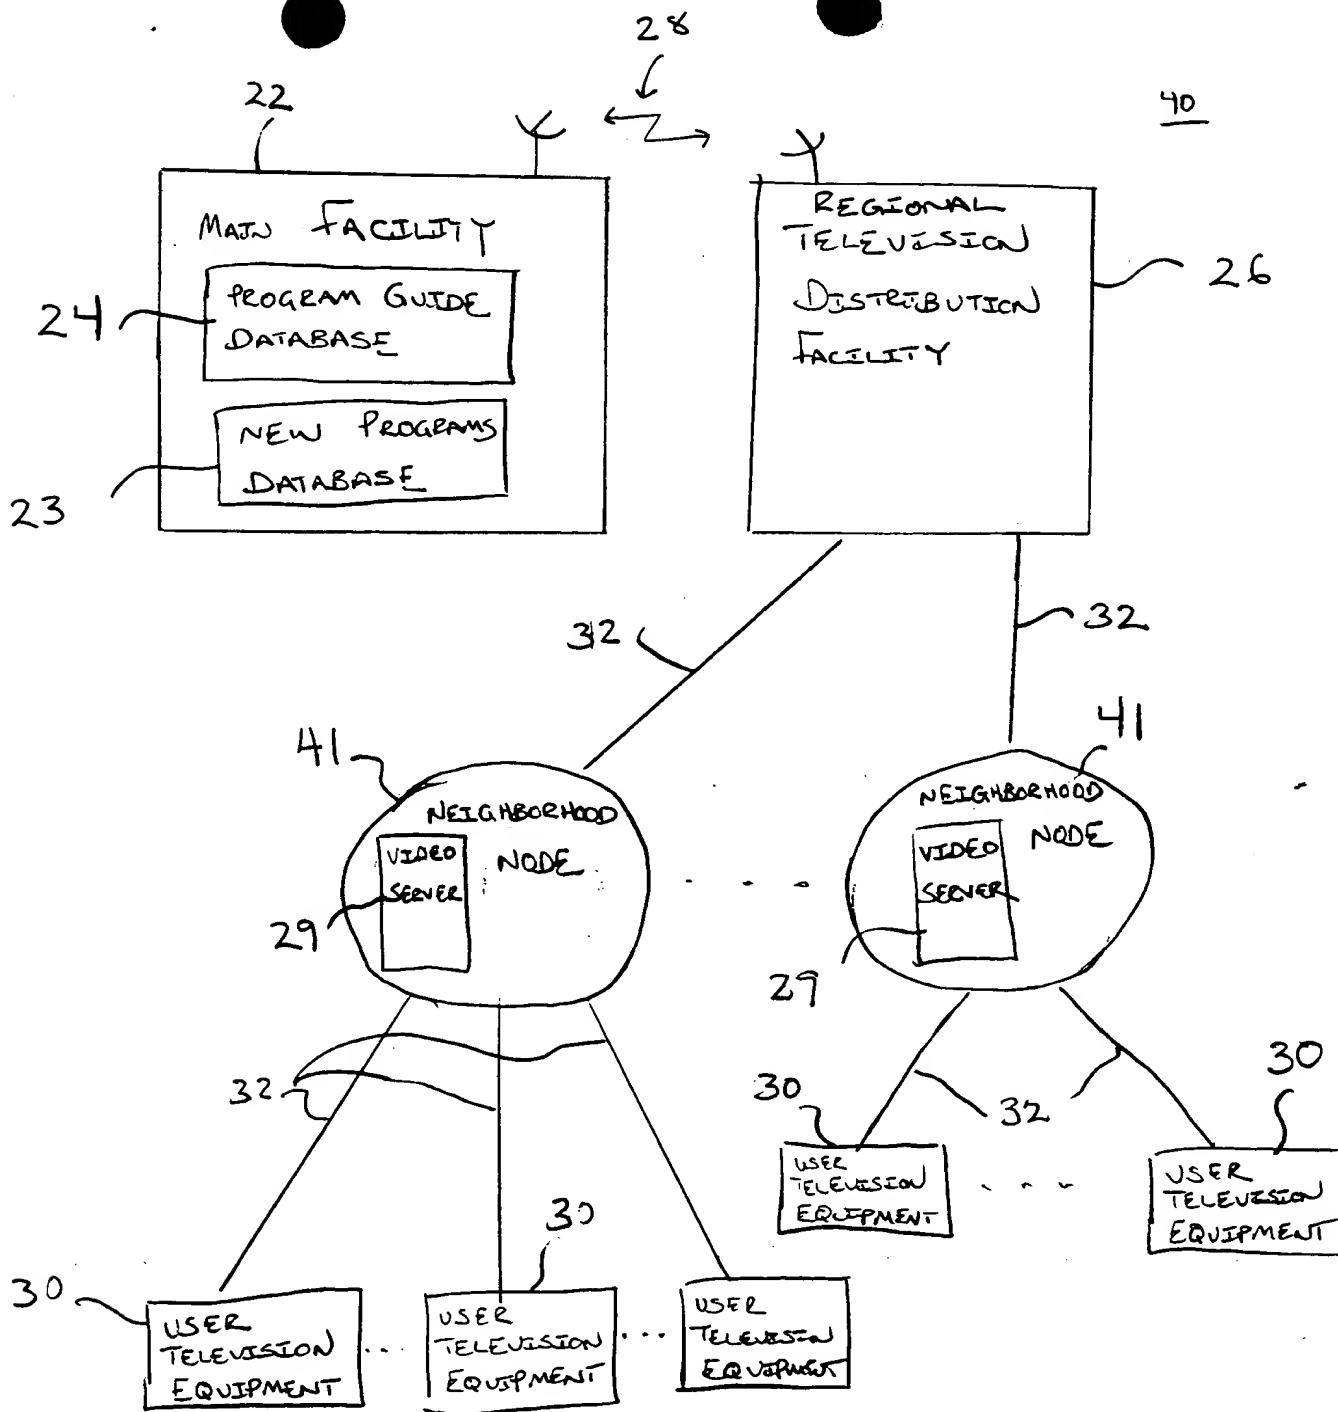 28
22
40
MAIN FACILITY
REGIONAL
TELEVISION
DISTRIBUTION
FACILITY
26
24
PROGRAM GUIDE
DATABASE
NEW PROGRAMS
DATABASE
23
32
32
41
41
NEIGHBORHOOD
NODE
VIDEO
SERVER
29
NEIGHBORHOOD
NODE
VIDEO
SERVER
29
32
30
32
30
USER
TELEVISION
EQUIPMENT
. . .
USER
TELEVISION
EQUIPMENT
30
30
USER
TELEVISION
EQUIPMENT
...
USER
TELEVISION
EQUIPMENT
...
USER
TELEVISION
EQUIPMENT